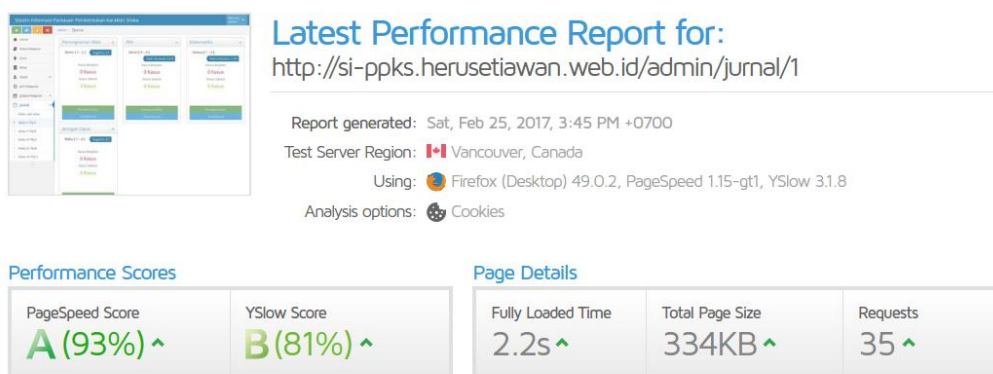 Latest Performance Report for:
http://si-ppks.herusetiawan.web.id/admin/jurnal/1
Report generated: Sat, Feb 25, 2017, 3:45 PM +0700
Test Server Region: Vancouver, Canada
Using: Firefox (Desktop) 49.0.2, PageSpeed 1.15-gt1, YSlow 3.1.8
Analysis options: Cookies
Performance Scores
PageSpeed Score
A (93%)
YSlow Score
B (81%)
Page Details
Fully Loaded Time
2.2s
Total Page Size
334KB
Requests
35